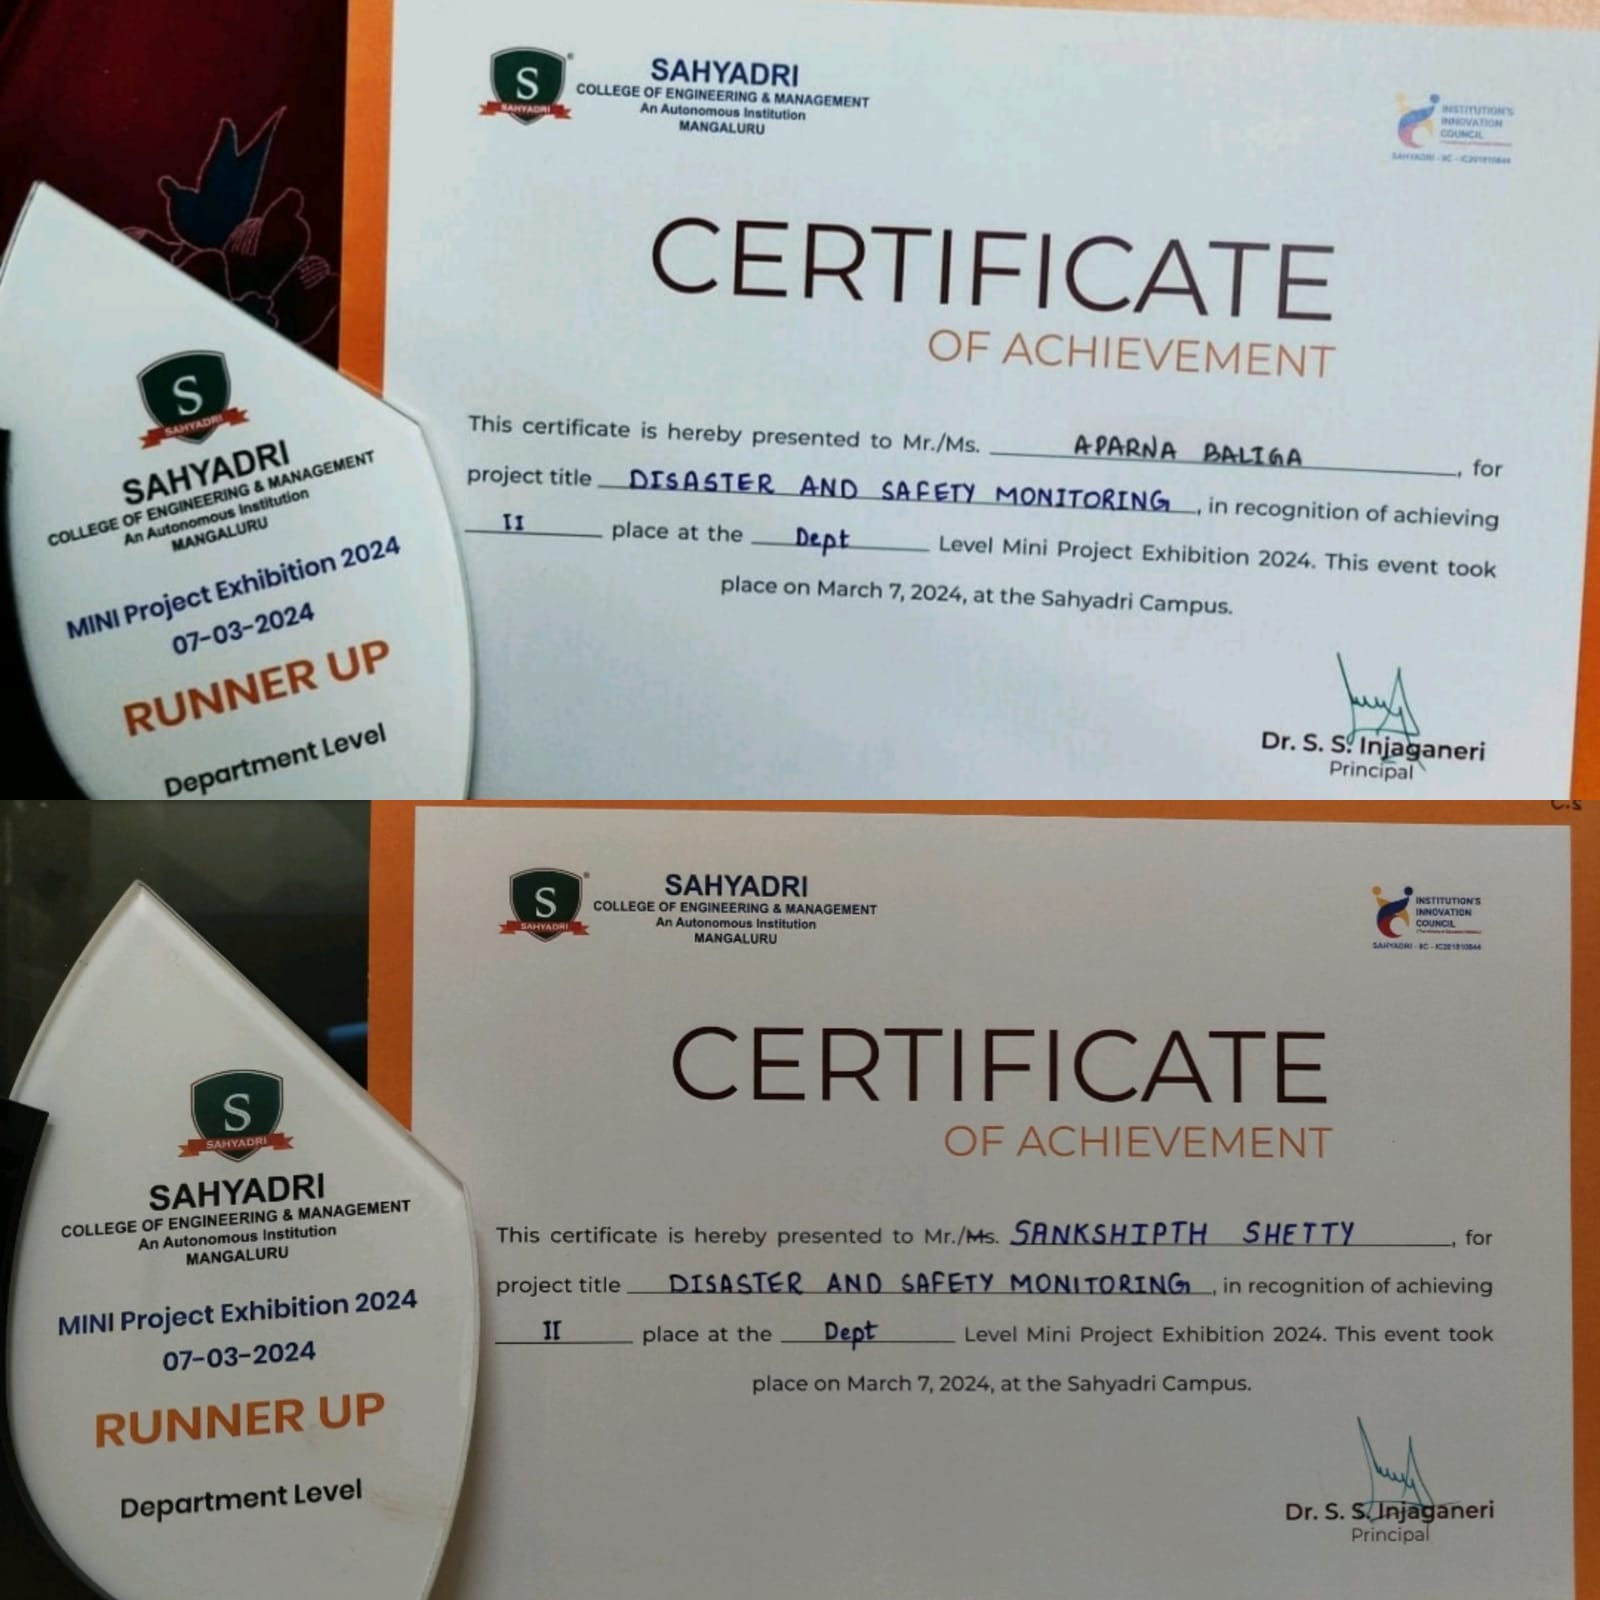 S
SAHYADRI
SAHYADRI
COLLEGE OF ENGINEERING & MANAGEMENT
An Autonomous Institution
MANGALURU
INSTITUTION'S
INNOVATION
COUNCIL
SAHYADRI - IIC - IC201810844
CERTIFICATE
OF ACHIEVEMENT
This certificate is hereby presented to Mr./Ms. APARNA BALIGA, for
project title DISASTER AND SAFETY MONITORING, in recognition of achieving
II place at the Dept Level Mini Project Exhibition 2024. This event took
place on March 7, 2024, at the Sahyadri Campus.
Dr. S. S. Injaganeri
Principal
S
SAHYADRI
SAHYADRI
COLLEGE OF ENGINEERING & MANAGEMENT
An Autonomous Institution
MANGALURU
MINI Project Exhibition 2024
07-03-2024
RUNNER UP
Department Level
C.S
S
SAHYADRI
SAHYADRI
COLLEGE OF ENGINEERING & MANAGEMENT
An Autonomous Institution
MANGALURU
INSTITUTION'S
INNOVATION
COUNCIL
SAHYADRI - IIC - IC201810844
CERTIFICATE
OF ACHIEVEMENT
This certificate is hereby presented to Mr./Ms. SANKSHIPTH SHETTY, for
project title DISASTER AND SAFETY MONITORING, in recognition of achieving
II place at the Dept Level Mini Project Exhibition 2024. This event took
place on March 7, 2024, at the Sahyadri Campus.
Dr. S. S. Injaganeri
Principal
S
SAHYADRI
SAHYADRI
COLLEGE OF ENGINEERING & MANAGEMENT
An Autonomous Institution
MANGALURU
MINI Project Exhibition 2024
07-03-2024
RUNNER UP
Department Level